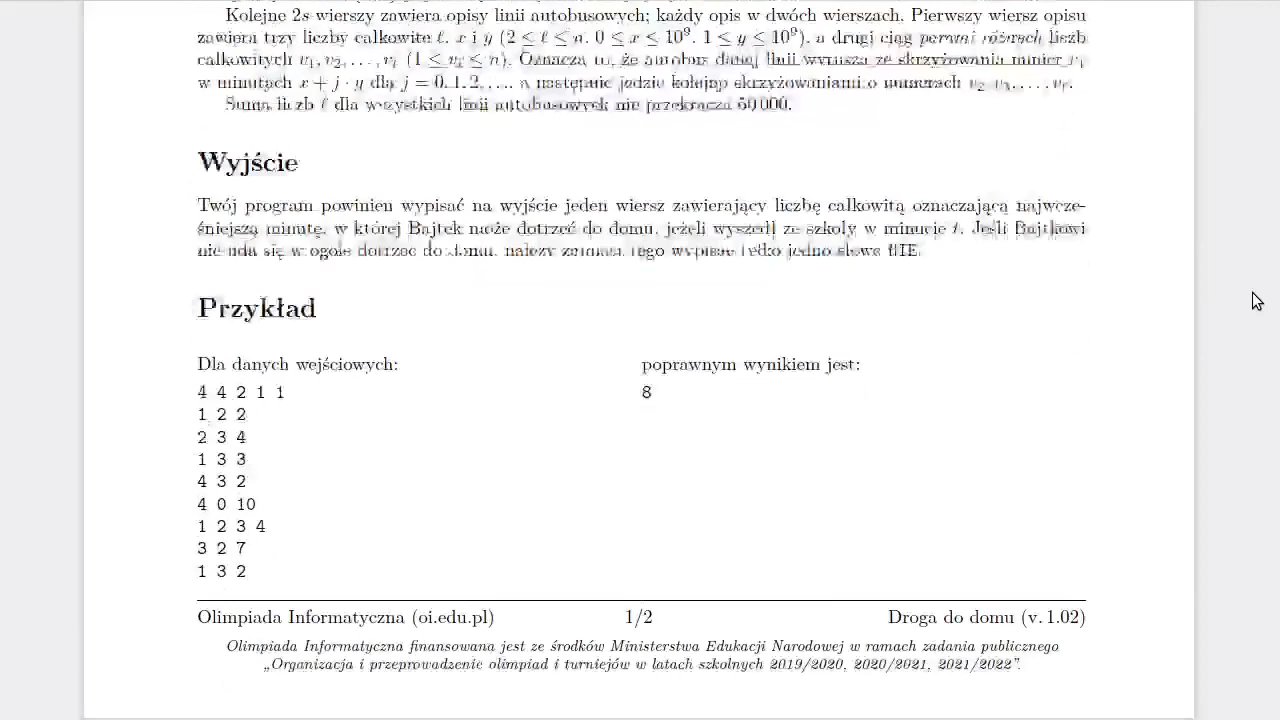 Kolejne 2s wierszy zawiera opisy linii autobusowych; każdy opis w dwóch wierszach. Pierwszy wiersz opisu
zawiera trzy liczby całkowite ℓ, x i y (2 ≤ ℓ ≤ n, 0 ≤ x ≤ 10⁹, 1 ≤ y ≤ 10⁹), a drugi ciąg parami różnych liczb
całkowitych v₁, v₂, …, vℓ (1 ≤ vᵢ ≤ n). Oznacza to, że autobus danej linii wyrusza ze skrzyżowania numer v₁
w minutach x + j · y dla j = 0, 1, 2, …, a następnie jedzie kolejno skrzyżowaniami o numerach v₂, v₃, …, vℓ.
Suma liczb ℓ dla wszystkich linii autobusowych nie przekracza 50 000.
Wyjście
Twój program powinien wypisać na wyjście jeden wiersz zawierający liczbę całkowitą oznaczającą najwcze-
śniejszą minutę, w której Bajtek może dotrzeć do domu, jeżeli wyszedł ze szkoły w minucie t. Jeśli Bajtkowi
nie uda się w ogóle dotrzeć do domu, należy zamiast tego wypisać tylko jedno słowo NIE.
Przykład
Dla danych wejściowych:
4 4 2 1 1
1 2 2
2 3 4
1 3 3
4 3 2
4 0 10
1 2 3 4
3 2 7
1 3 2
poprawnym wynikiem jest:
8
Olimpiada Informatyczna (oi.edu.pl) 1/2 Droga do domu (v. 1.02)
Olimpiada Informatyczna finansowana jest ze środków Ministerstwa Edukacji Narodowej w ramach zadania publicznego
„Organizacja i przeprowadzenie olimpiad i turniejów w latach szkolnych 2019/2020, 2020/2021, 2021/2022”.